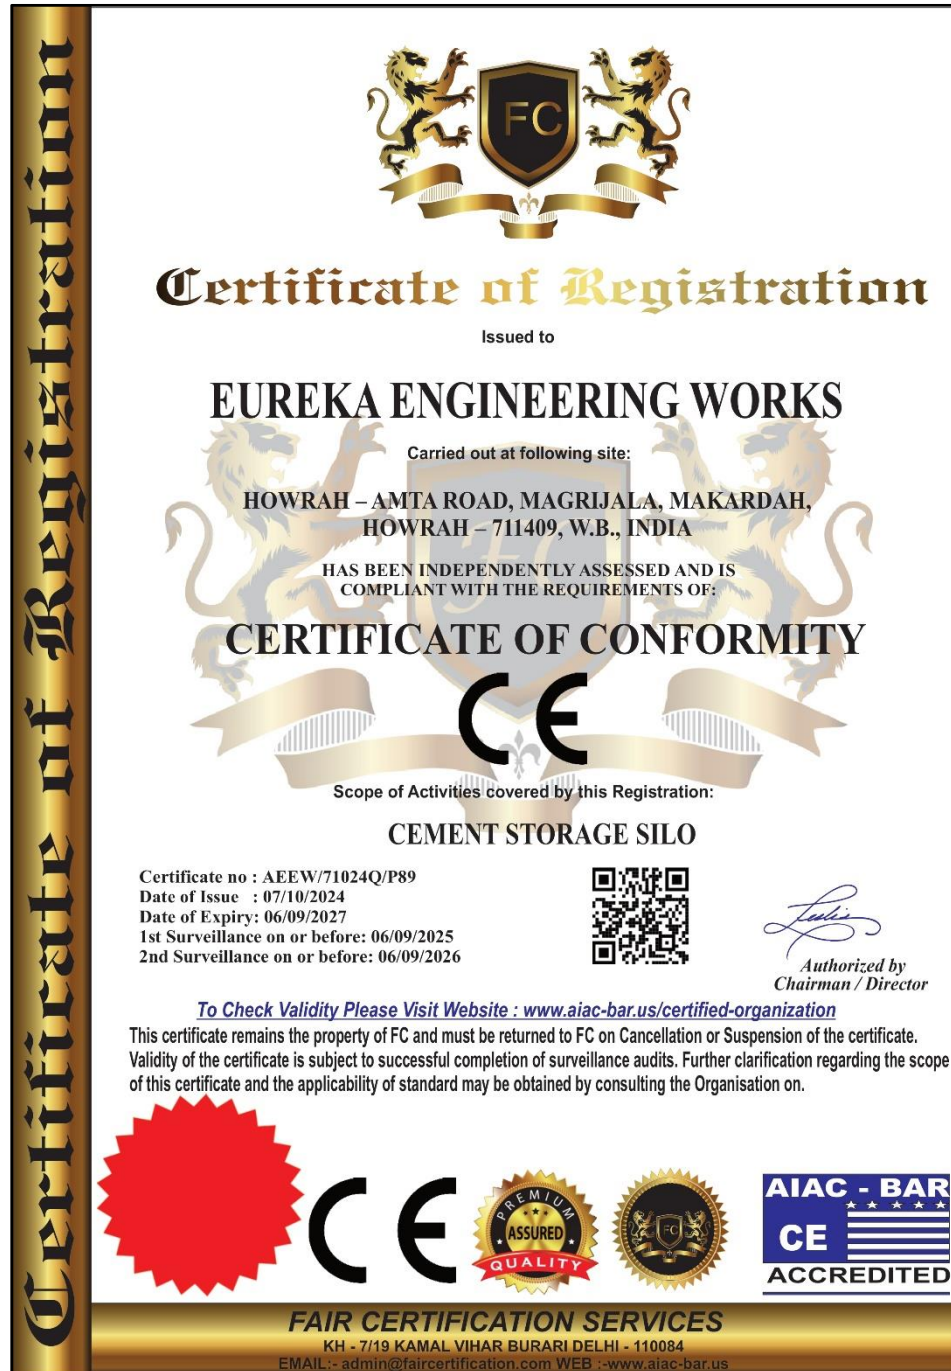 Certificate of Registration
FC
Certificate of Registration
Issued to
EUREKA ENGINEERING WORKS
Carried out at following site:
HOWRAH – AMTA ROAD, MAGRIJALA, MAKARDAH,
HOWRAH – 711409, W.B., INDIA
HAS BEEN INDEPENDENTLY ASSESSED AND IS
COMPLIANT WITH THE REQUIREMENTS OF:
FC
CERTIFICATE OF CONFORMITY
CE
Scope of Activities covered by this Registration:
CEMENT STORAGE SILO
Certificate no : AEEW/71024Q/P89
Date of Issue : 07/10/2024
Date of Expiry: 06/09/2027
1st Surveillance on or before: 06/09/2025
2nd Surveillance on or before: 06/09/2026
Leslie
Authorized by
Chairman / Director
To Check Validity Please Visit Website : www.aiac-bar.us/certified-organization
This certificate remains the property of FC and must be returned to FC on Cancellation or Suspension of the certificate.
Validity of the certificate is subject to successful completion of surveillance audits. Further clarification regarding the scope
of this certificate and the applicability of standard may be obtained by consulting the Organisation on.
CE
PREMIUM
ASSURED
QUALITY
FC
AIAC - BAR
CE
ACCREDITED
FAIR CERTIFICATION SERVICES
KH - 7/19 KAMAL VIHAR BURARI DELHI - 110084
EMAIL:- admin@faircertification.com WEB :-www.aiac-bar.us